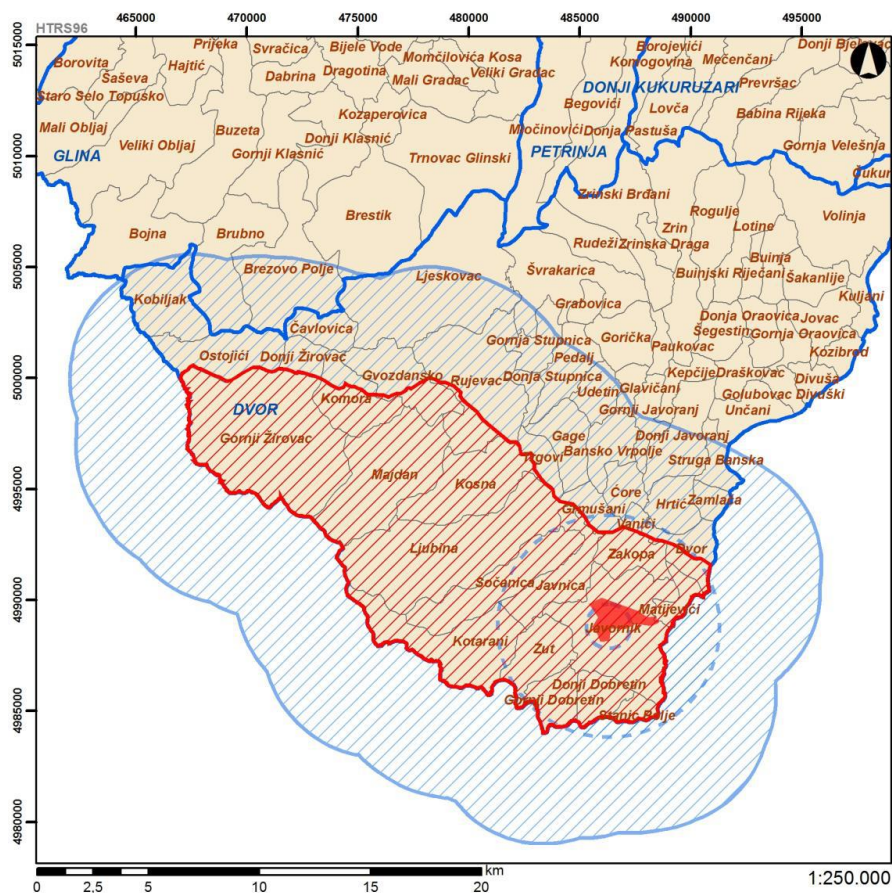 HTRS96
465000 470000 475000 480000 485000 490000 495000
5015000
5010000
5005000
5000000
4995000
4990000
4985000
4980000
Borovita
Hajtić
Prijeka
Svračica
Bijele Vode
Momčilovića Kosa
Borojevići
Šaševa
Dabrina
Dragotina
Mali Gradac
Veliki Gradac
Komogovina
Mečenčani
Staro Selo Topusko
DONJI KUKURUZARI
Prevršac
Kozaperovica
Begovići
Lovča
Babina Rijeka
Mali Obljaj
Buzeta
Donji Klasnić
Mločinovići
Donja Pastuša
Veliki Obljaj
Gornji Klasnić
Trnovac Glinski
PETRINJA
Gornja Velešnja
GLINA
Čukur
Zrinski Brđani
Brestik
Rogulje
Volinja
Bojna
Brubno
Zrin
Lotine
Rudeži
Zrinska Draga
Brezovo Polje
Ljeskovac
Švrakarica
Buinja
Buinjski Riječani
Šakanlije
Kobiljak
Kuljani
Grabovica
Donja Oraovica
Jovac
Čavlovica
Gornja Stupnica
Gorička
Šegestin
Gornja Oraovica
Ostojići
Donji Žirovac
Pedalj
Paukovac
Kozibrod
Gvozdansko
Rujevac
Donja Stupnica
Kepčije
Draškovac
Divuša
Komora
Udetin
Glavičani
Golubovac Divuški
DVOR
Gornji Javoranj
Unčani
Gornji Žirovac
Gage
Donji Javoranj
Trgovi
Bansko Vrpolje
Struga Banska
Majdan
Kosna
Ćore
Hrtić
Zamlača
Grmušani
Vanići
Ljubina
Zakopa
Dvor
Sočanica
Javnica
Matijevići
Javornik
Kotarani
Zut
Donji Dobretin
Gornji Dobretin
Stanić Polje
km
0 2,5 5 10 15 20
1:250.000